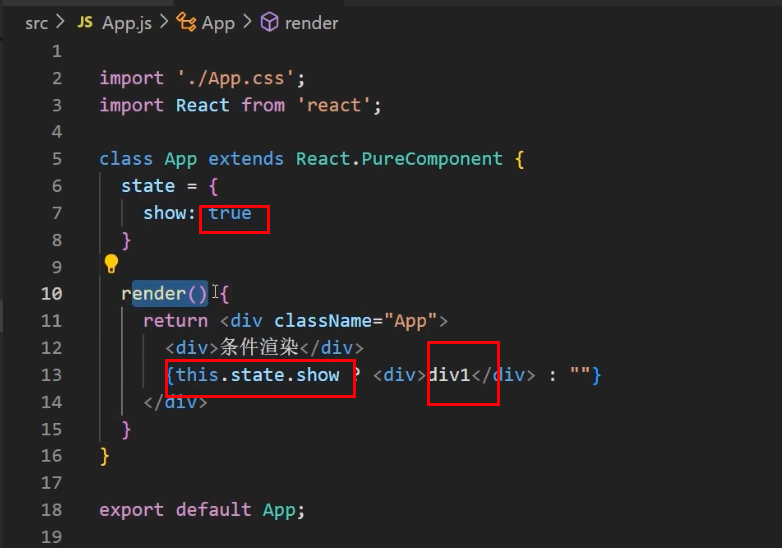 src > JS App.js > App > render
1
2 import './App.css';
3 import React from 'react';
4
5 class App extends React.PureComponent {
6 state = {
7 show: true
8 }
9
10 render() {
11 return <div className="App">
12 <div>条件渲染</div>
13 {this.state.show ? <div>div1</div> : ""}
14 </div>
15 }
16 }
17
18 export default App;
19